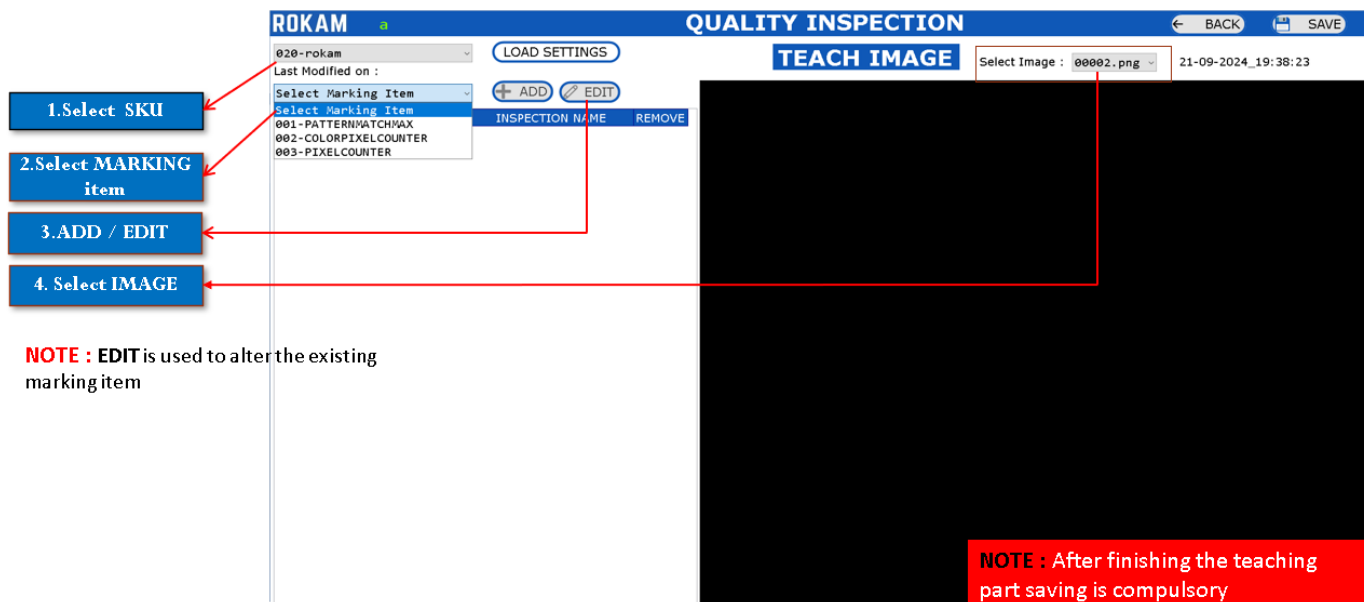 ROKAM a QUALITY INSPECTION ← BACK SAVE
020-rokam LOAD SETTINGS TEACH IMAGE Select Image : 00002.png 21-09-2024_19:38:23
Last Modified on :
Select Marking Item + ADD EDIT
Select Marking Item
001-PATTERNMATCHMAX
002-COLORPIXELCOUNTER
003-PIXELCOUNTER
INSPECTION NAME REMOVE
1.Select SKU
2.Select MARKING
item
3.ADD / EDIT
4. Select IMAGE
NOTE : EDIT is used to alter the existing
marking item
NOTE : After finishing the teaching
part saving is compulsory